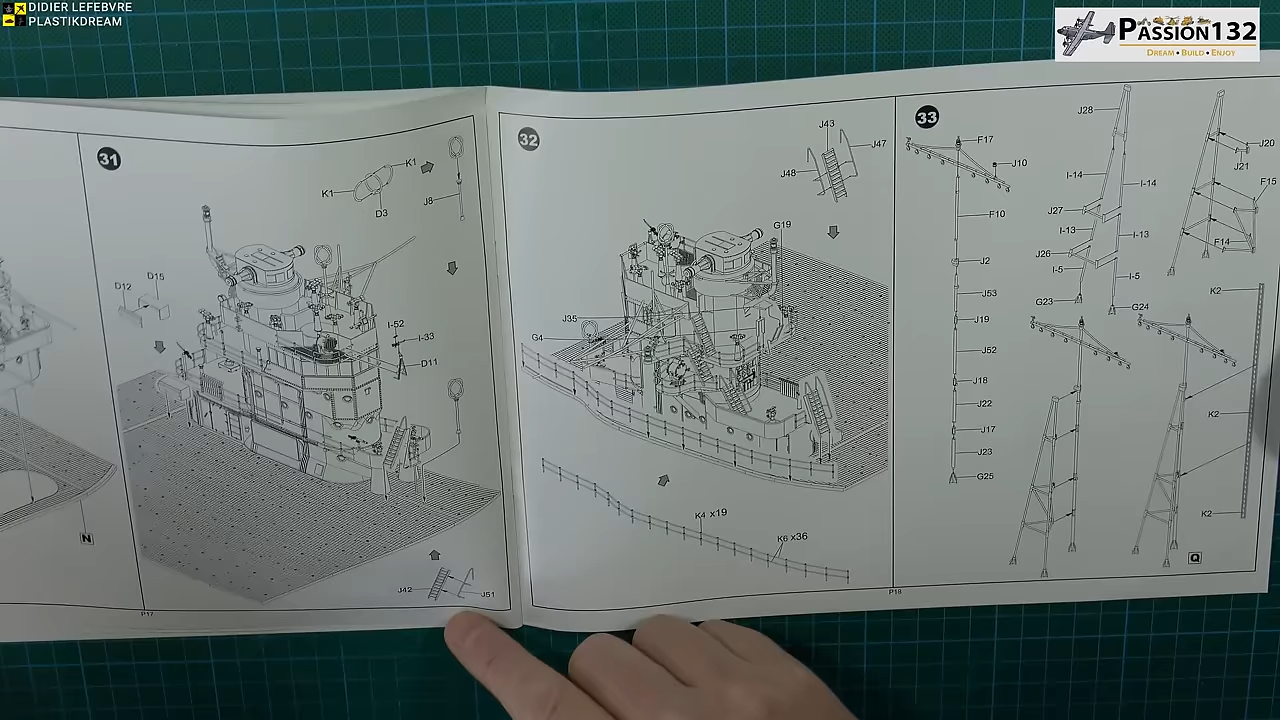 DIDIER LEFEBVRE
PLASTIKDREAM
PASSION132
DREAM • BUILD • ENJOY
31
K1
K1
D3
J8
D15
D12
I-52
I-33
D11
N
J42
J51
P17
32
J43
J47
J48
G19
J35
G4
K4 x19
K6 x36
P18
33
F17
J10
F10
J2
J53
J19
J52
J18
J22
J17
J23
G25
J28
I-14
I-14
J27
I-13
I-13
J26
I-5
I-5
G23
G24
J20
J21
F15
F14
K2
K2
K2
Q